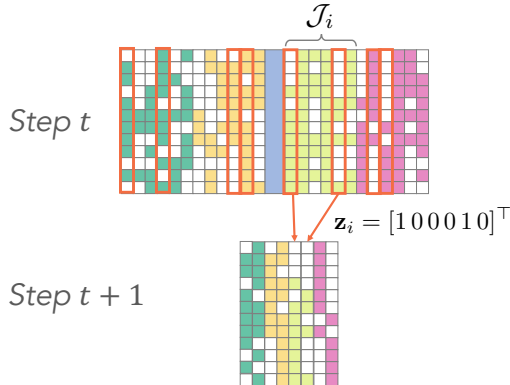 𝒥ᵢ
Step t
𝐳ᵢ = [1 0 0 0 1 0]^⊤
Step t + 1